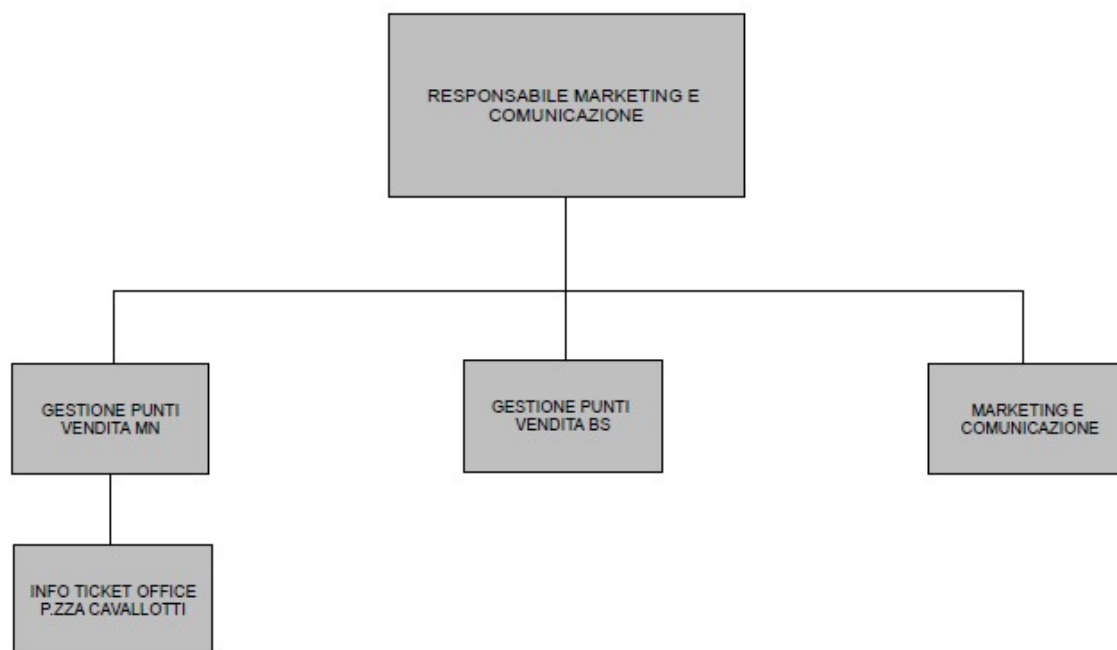 RESPONSABILE MARKETING E
COMUNICAZIONE
GESTIONE PUNTI
VENDITA MN
GESTIONE PUNTI
VENDITA BS
MARKETING E
COMUNICAZIONE
INFO TICKET OFFICE
P.ZZA CAVALLOTTI